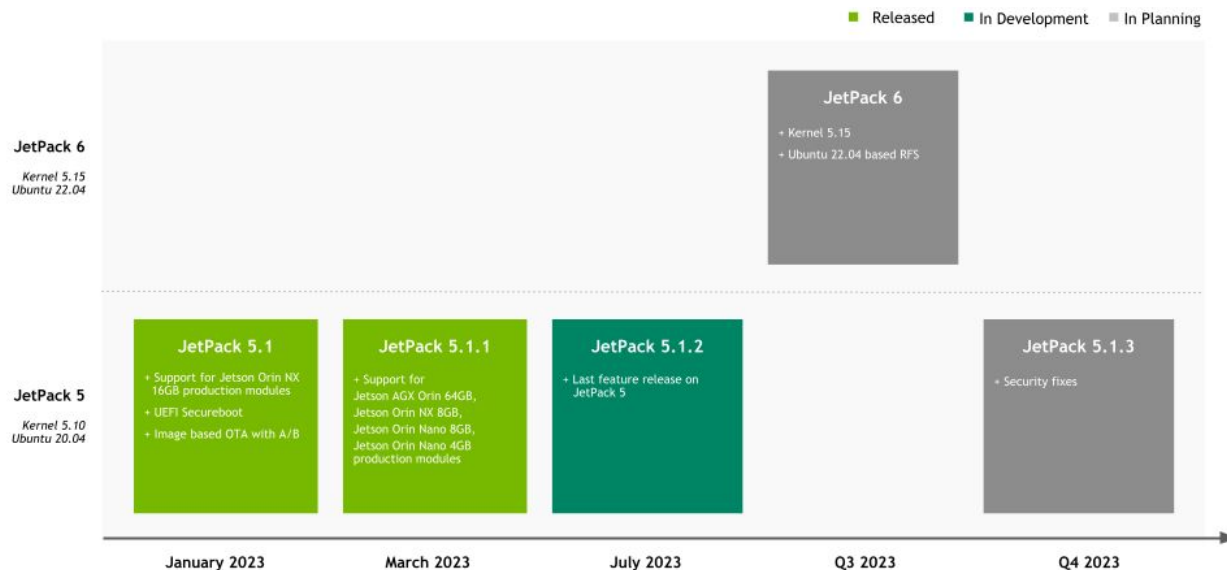 Released In Development In Planning
JetPack 6
Kernel 5.15
Ubuntu 22.04
JetPack 6
+ Kernel 5.15
+ Ubuntu 22.04 based RFS
JetPack 5
Kernel 5.10
Ubuntu 20.04
JetPack 5.1
+ Support for Jetson Orin NX
16GB production modules
+ UEFI Secureboot
+ Image based OTA with A/B
JetPack 5.1.1
+ Support for
Jetson AGX Orin 64GB,
Jetson Orin NX 8GB,
Jetson Orin Nano 8GB,
Jetson Orin Nano 4GB
production modules
JetPack 5.1.2
+ Last feature release on
JetPack 5
JetPack 5.1.3
+ Security fixes
January 2023 March 2023 July 2023 Q3 2023 Q4 2023